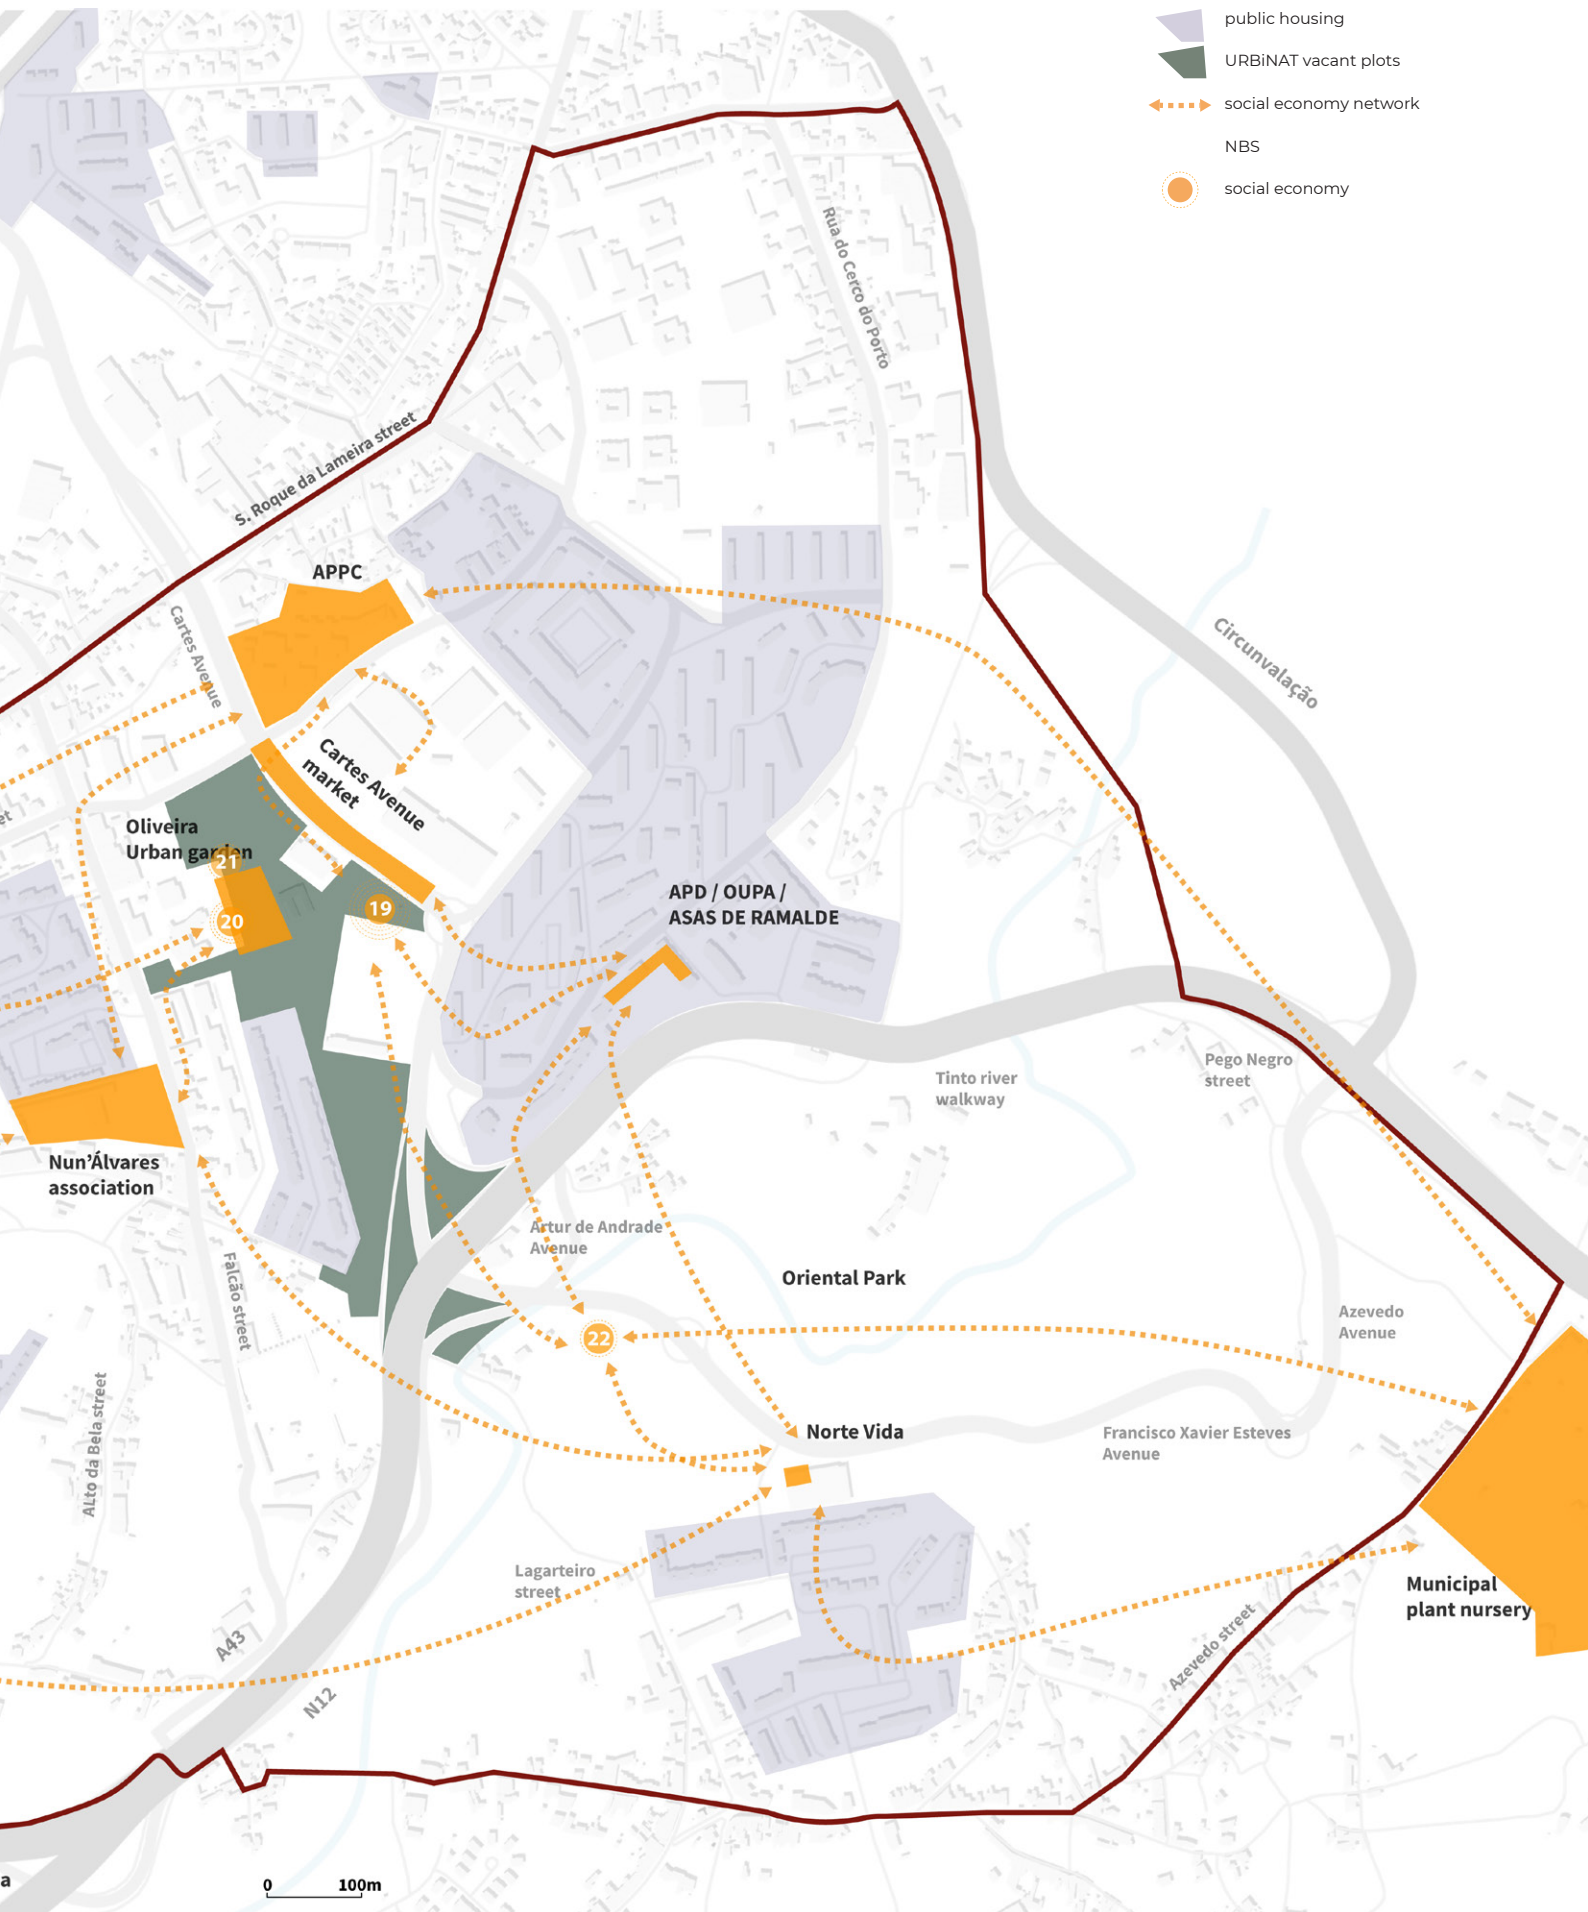 public housing
URBiNAT vacant plots
social economy network
NBS
social economy
Rua do Cerco do Porto
S. Roque da Lameira street
APPC
Cartes Avenue
Circunvalação
Cartes Avenue
market
et
Oliveira
Urban garden
21
20
19
APD / OUPA /
ASAS DE RAMALDE
Tinto river
walkway
Pego Negro
street
Nun'Álvares
association
Artur de Andrade
Avenue
Falcão street
Oriental Park
Azevedo
Avenue
22
ALto da Bela street
Norte Vida
Francisco Xavier Esteves
Avenue
Lagarteiro
street
Municipal
plant nursery
Azevedo street
A43
N12
a
0 100m